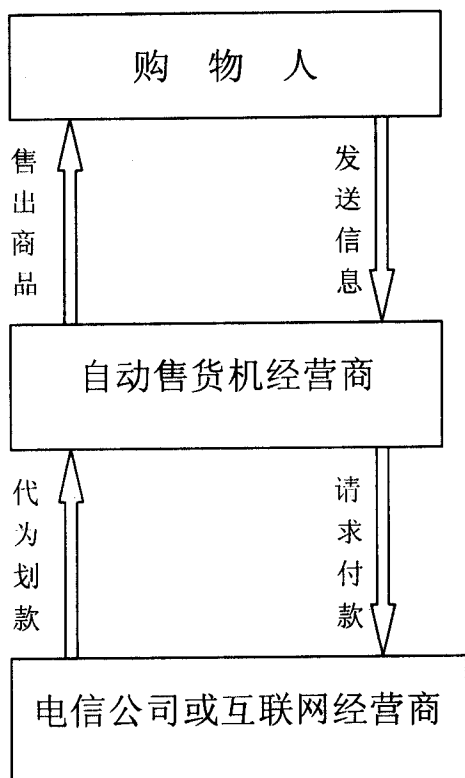 购物人
售出商品
发送信息
自动售货机经营商
代为划款
请求付款
电信公司或互联网经营商